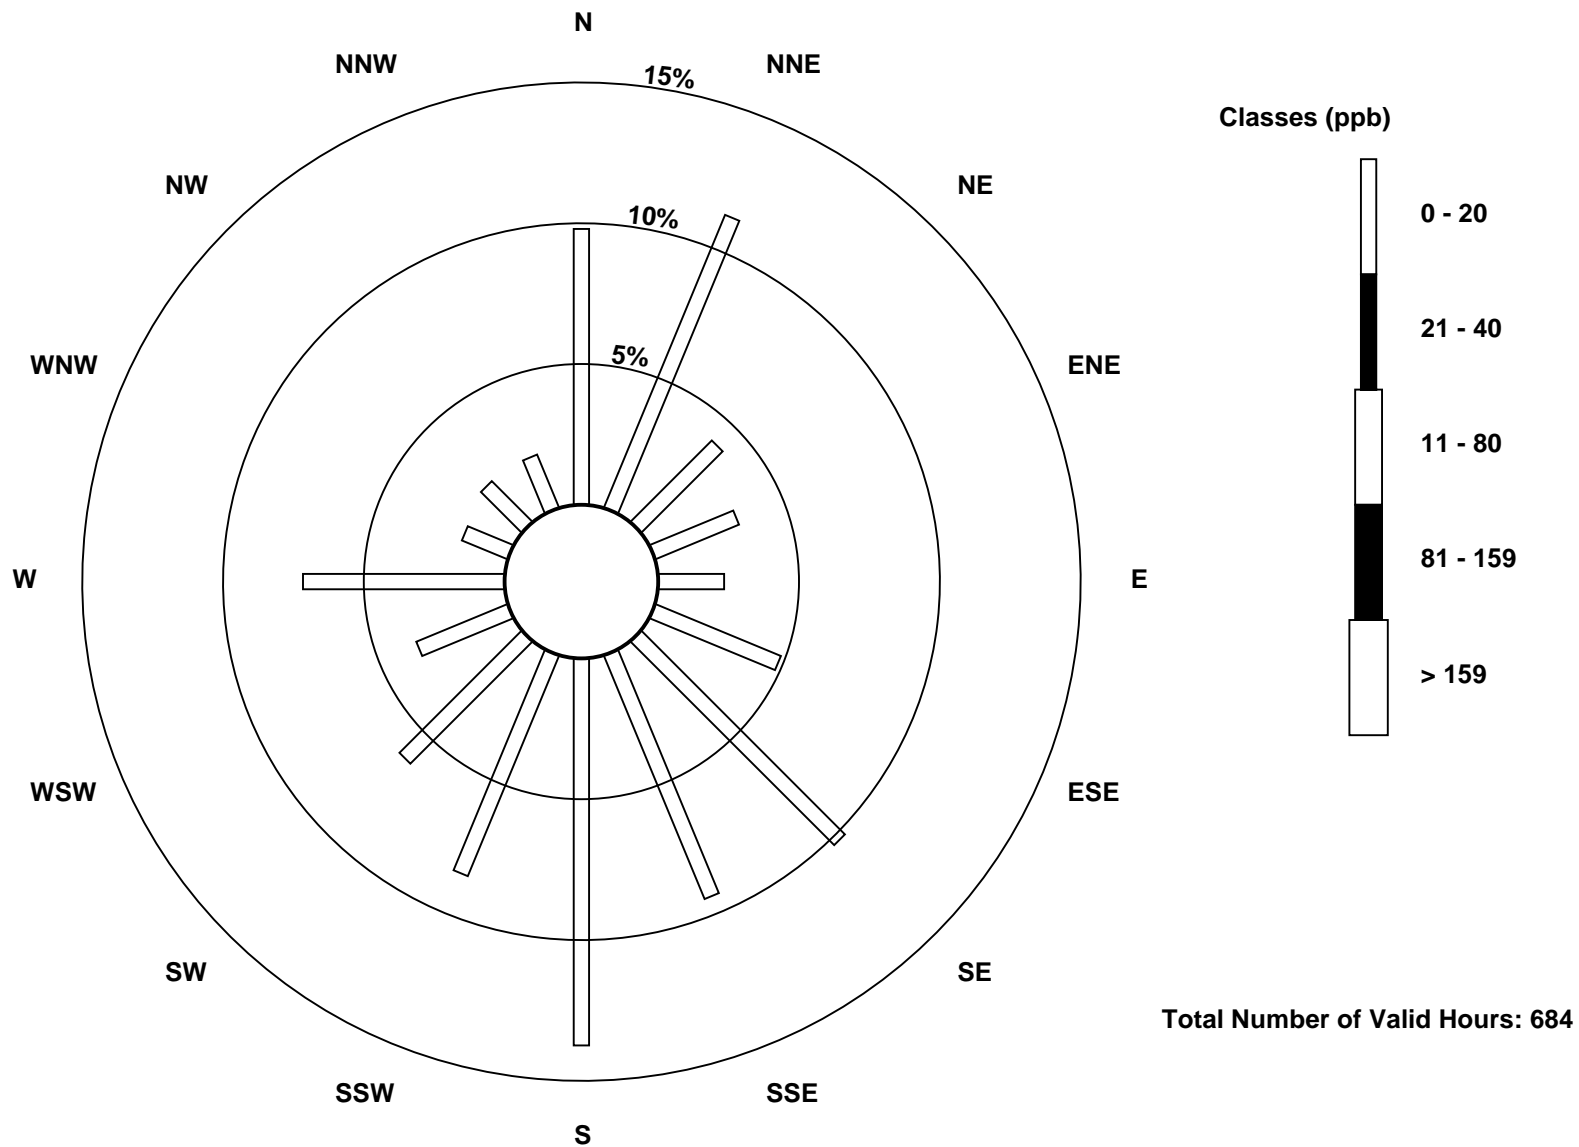 N
NNW
NNE
15%
Classes (ppb)
NW
NE
0 - 20
10%
21 - 40
5%
WNW
ENE
11 - 80
81 - 159
W
E
> 159
WSW
ESE
SW
SE
Total Number of Valid Hours: 684
SSW
SSE
S